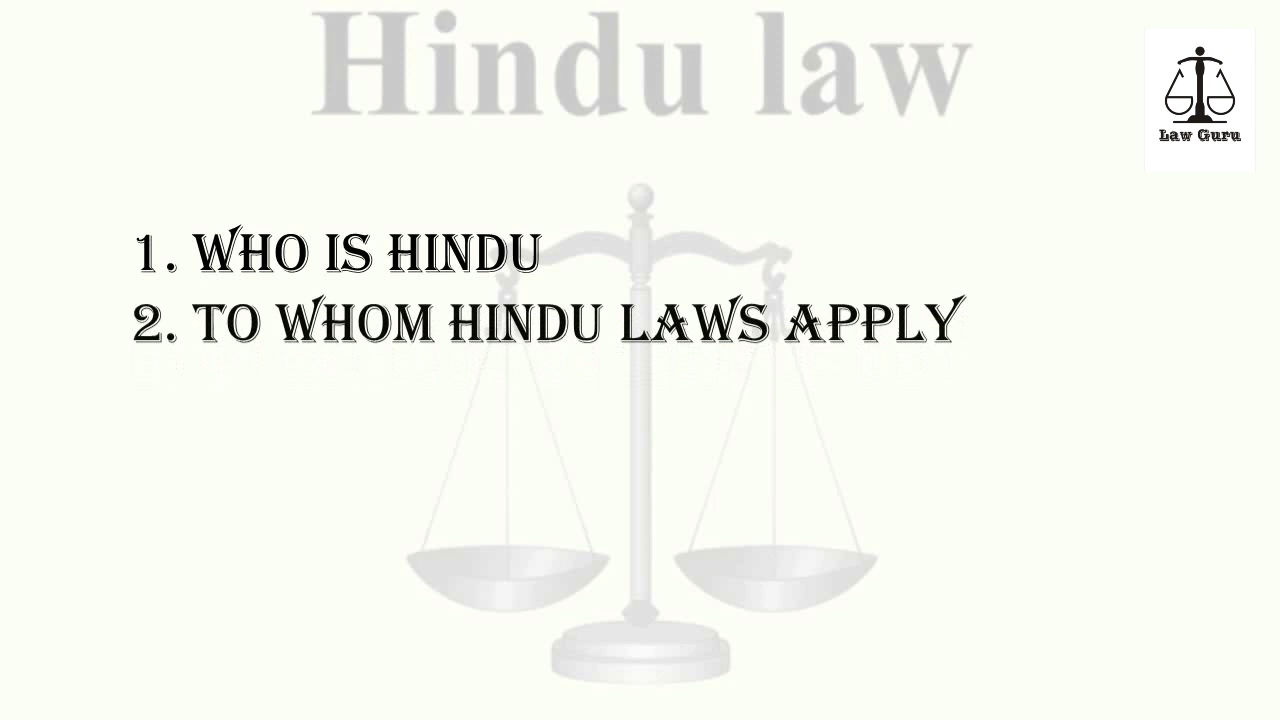 Hindu law
Law Guru
1. WHO IS HINDU
2. TO WHOM HINDU LAWS APPLY